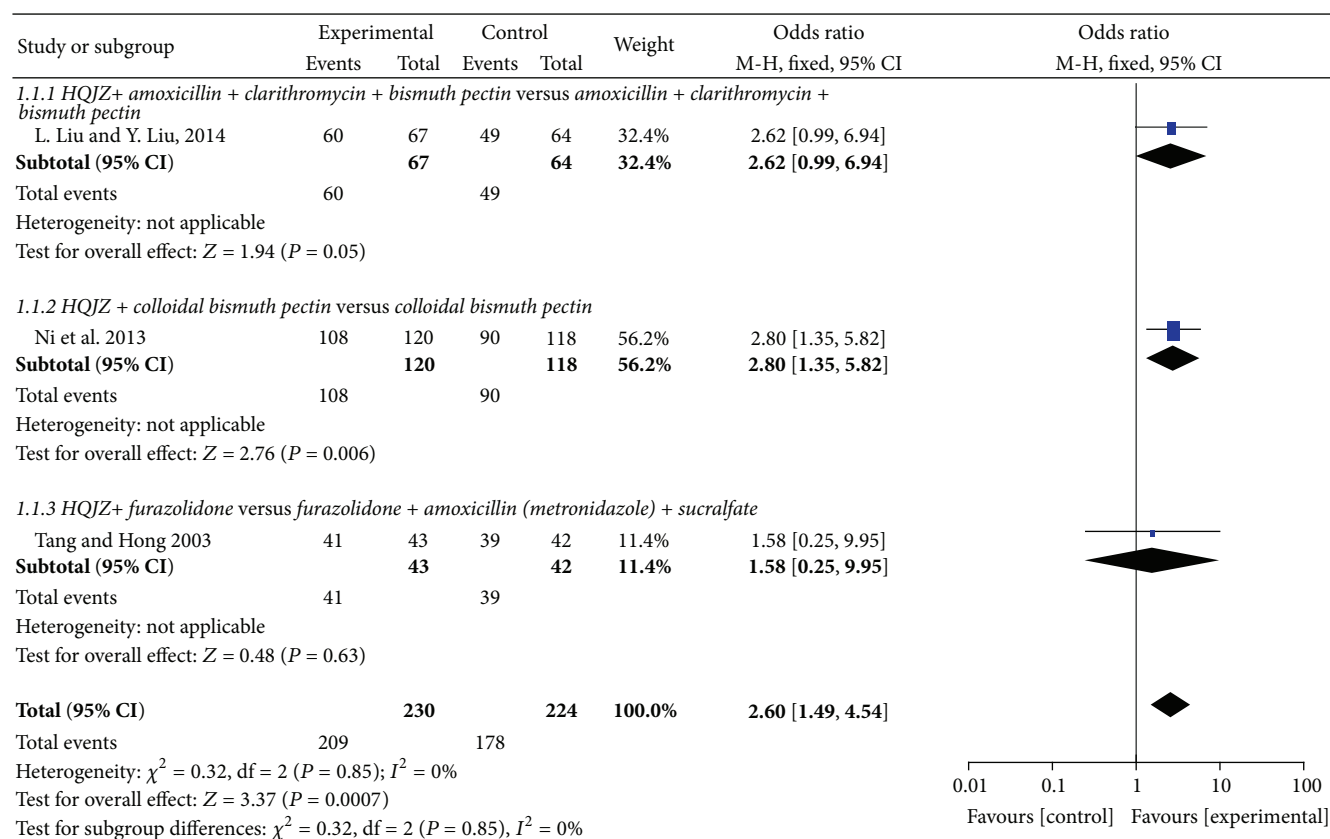 Study or subgroup Experimental Control Weight Odds ratio Odds ratio
Events Total Events Total M-H, fixed, 95% CI M-H, fixed, 95% CI
1.1.1 HQJZ+ amoxicillin + clarithromycin + bismuth pectin versus amoxicillin + clarithromycin +
bismuth pectin
L. Liu and Y. Liu, 2014 60 67 49 64 32.4% 2.62 [0.99, 6.94]
Subtotal (95% CI) 67 64 32.4% 2.62 [0.99, 6.94]
Total events 60 49
Heterogeneity: not applicable
Test for overall effect: Z = 1.94 (P = 0.05)
1.1.2 HQJZ + colloidal bismuth pectin versus colloidal bismuth pectin
Ni et al. 2013 108 120 90 118 56.2% 2.80 [1.35, 5.82]
Subtotal (95% CI) 120 118 56.2% 2.80 [1.35, 5.82]
Total events 108 90
Heterogeneity: not applicable
Test for overall effect: Z = 2.76 (P = 0.006)
1.1.3 HQJZ+ furazolidone versus furazolidone + amoxicillin (metronidazole) + sucralfate
Tang and Hong 2003 41 43 39 42 11.4% 1.58 [0.25, 9.95]
Subtotal (95% CI) 43 42 11.4% 1.58 [0.25, 9.95]
Total events 41 39
Heterogeneity: not applicable
Test for overall effect: Z = 0.48 (P = 0.63)
Total (95% CI) 230 224 100.0% 2.60 [1.49, 4.54]
Total events 209 178
Heterogeneity: χ² = 0.32, df = 2 (P = 0.85); I² = 0%
Test for overall effect: Z = 3.37 (P = 0.0007)
Test for subgroup differences: χ² = 0.32, df = 2 (P = 0.85), I² = 0%
0.01 0.1 1 10 100
Favours [control] Favours [experimental]